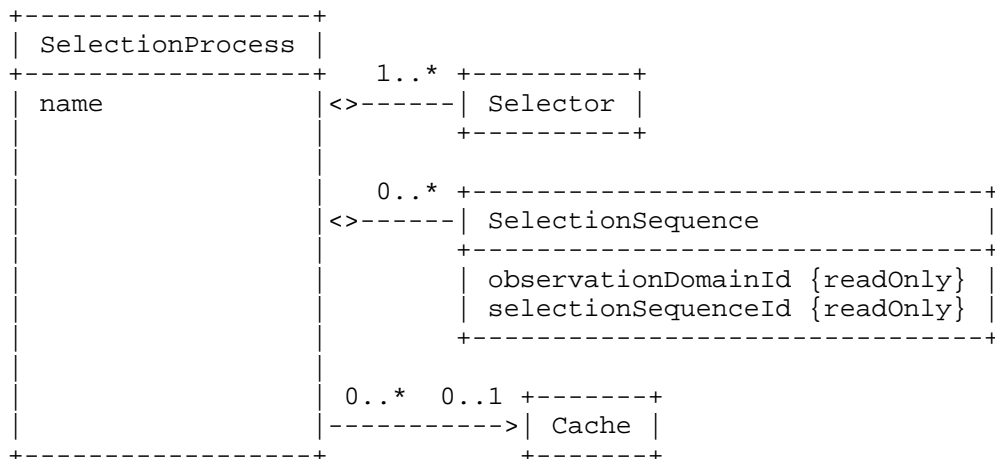 SelectionProcess
1..*
name <>------ Selector
0..*
<>------ SelectionSequence
observationDomainId {readOnly}
selectionSequenceId {readOnly}
0..* 0..1
-----------> Cache